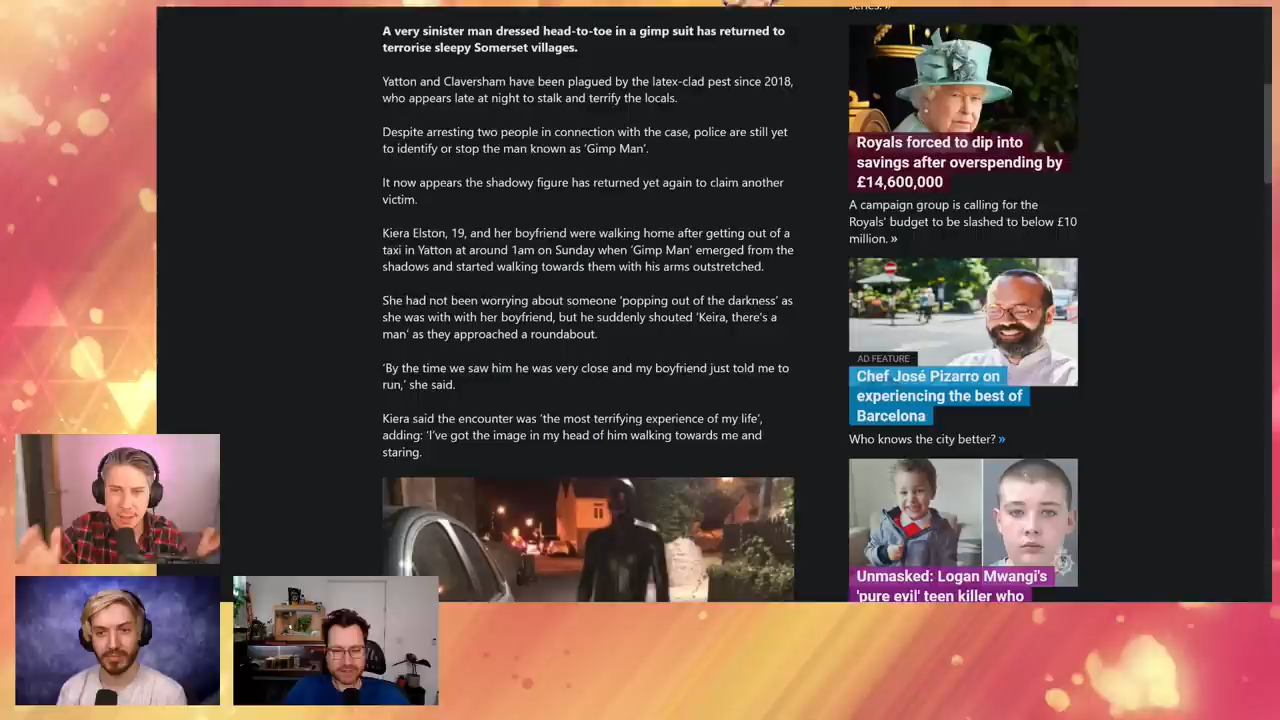 A very sinister man dressed head-to-toe in a gimp suit has returned to
terrorise sleepy Somerset villages.
Yatton and Claversham have been plagued by the latex-clad pest since 2018,
who appears late at night to stalk and terrify the locals.
Despite arresting two people in connection with the case, police are still yet
to identify or stop the man known as ‘Gimp Man’.
It now appears the shadowy figure has returned yet again to claim another
victim.
Kiera Elston, 19, and her boyfriend were walking home after getting out of a
taxi in Yatton at around 1am on Sunday when ‘Gimp Man’ emerged from the
shadows and started walking towards them with his arms outstretched.
She had not been worrying about someone ‘popping out of the darkness’ as
she was with with her boyfriend, but he suddenly shouted ‘Keira, there’s a
man’ as they approached a roundabout.
‘By the time we saw him he was very close and my boyfriend just told me to
run,’ she said.
Kiera said the encounter was ‘the most terrifying experience of my life’,
adding: ‘I’ve got the image in my head of him walking towards me and
staring.
series. »
Royals forced to dip into
savings after overspending by
£14,600,000
A campaign group is calling for the
Royals' budget to be slashed to below £10
million. »
AD FEATURE
Chef José Pizarro on
experiencing the best of
Barcelona
Who knows the city better? »
Unmasked: Logan Mwangi's
'pure evil' teen killer who